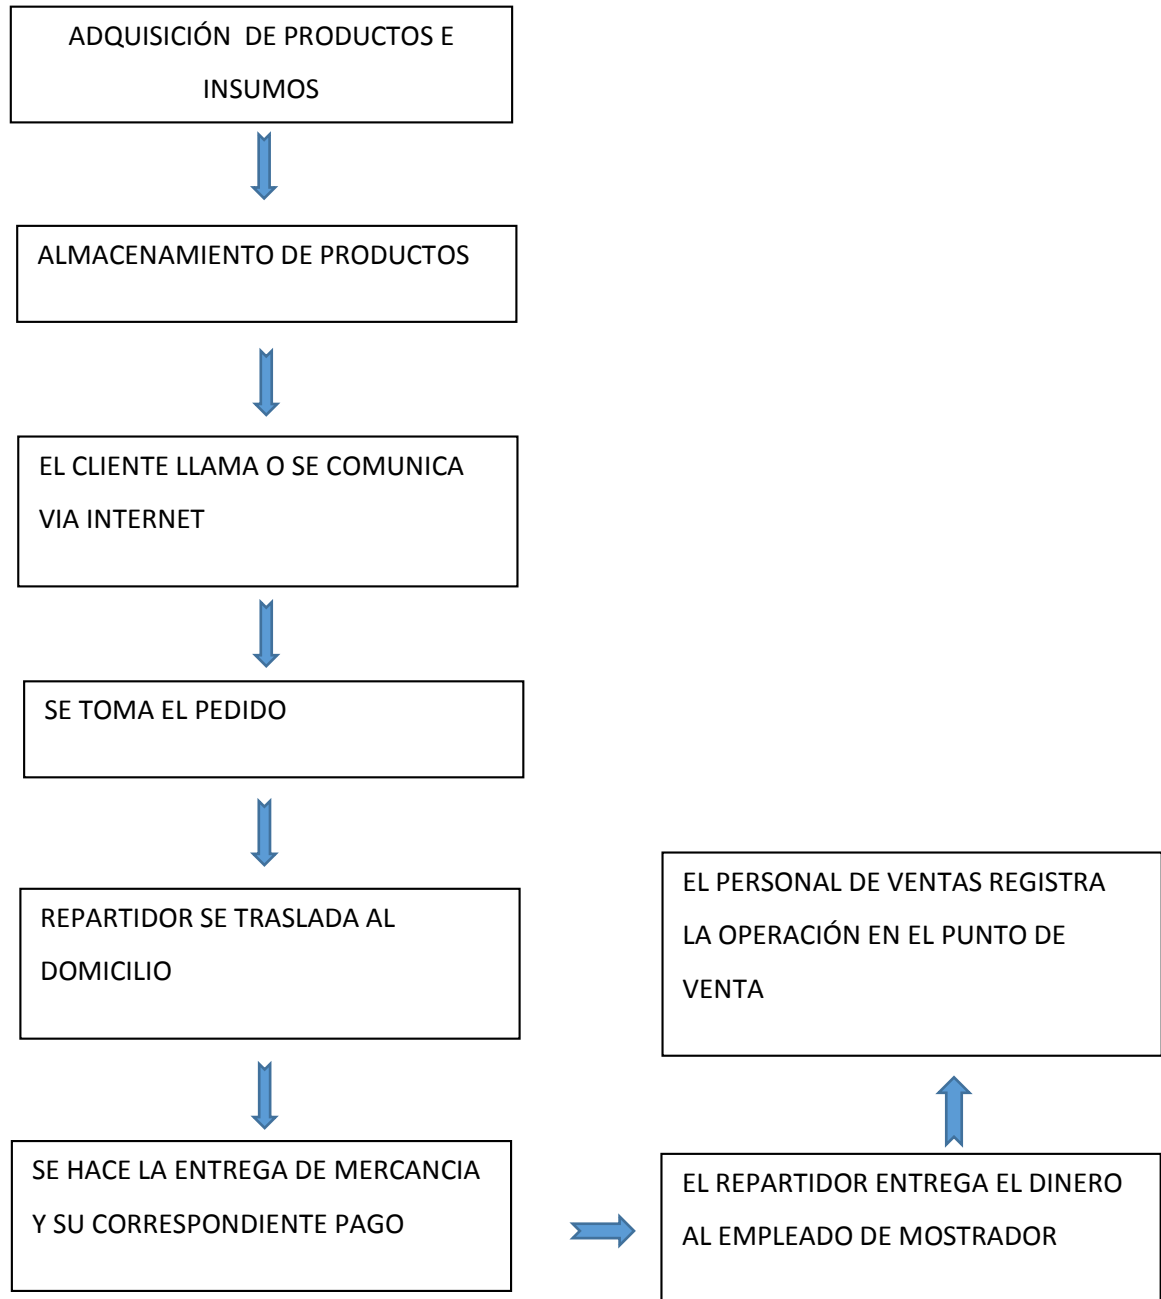 ADQUISICIÓN  DE PRODUCTOS E
INSUMOS
ALMACENAMIENTO DE PRODUCTOS
EL CLIENTE LLAMA O SE COMUNICA
VIA INTERNET
SE TOMA EL PEDIDO
REPARTIDOR SE TRASLADA AL
DOMICILIO
SE HACE LA ENTREGA DE MERCANCIA
Y SU CORRESPONDIENTE PAGO
EL REPARTIDOR ENTREGA EL DINERO
AL EMPLEADO DE MOSTRADOR
EL PERSONAL DE VENTAS REGISTRA
LA OPERACIÓN EN EL PUNTO DE
VENTA